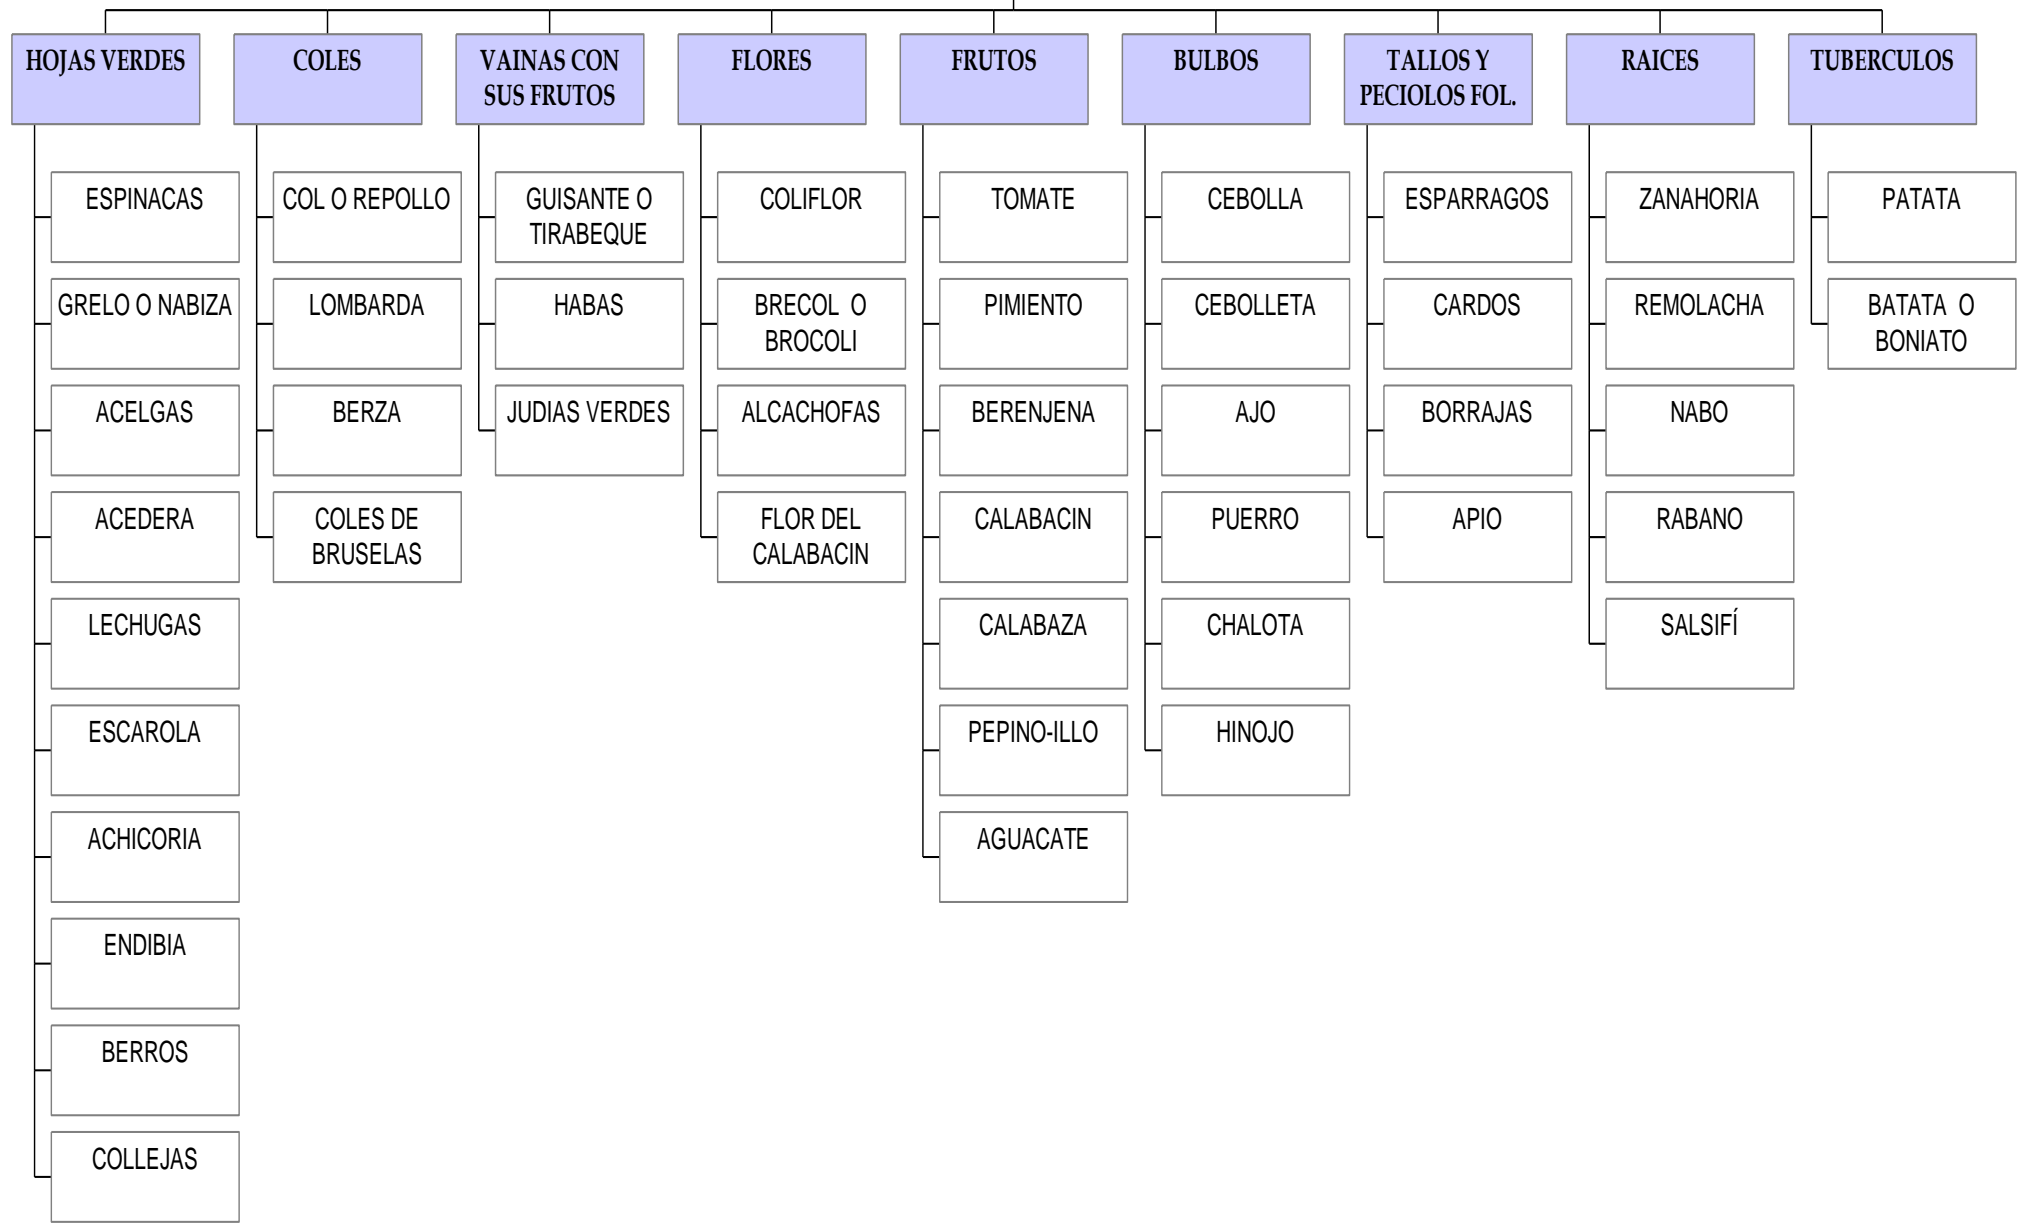 HOJAS VERDES
ESPINACAS
GRELO O NABIZA
ACELGAS
ACEDERA
LECHUGAS
ESCAROLA
ACHICORIA
ENDIBIA
BERROS
COLLEJAS
COLES
COL O REPOLLO
LOMBARDA
BERZA
COLES DE
BRUSELAS
VAINAS CON
SUS FRUTOS
GUISANTE O
TIRABEQUE
HABAS
JUDIAS VERDES
FLORES
COLIFLOR
BRECOL O
BROCOLI
ALCACHOFAS
FLOR DEL
CALABACIN
FRUTOS
TOMATE
PIMIENTO
BERENJENA
CALABACIN
CALABAZA
PEPINO-ILLO
AGUACATE
BULBOS
CEBOLLA
CEBOLLETA
AJO
PUERRO
CHALOTA
HINOJO
TALLOS Y
PECIOLOS FOL.
ESPARRAGOS
CARDOS
BORRAJAS
APIO
RAICES
ZANAHORIA
REMOLACHA
NABO
RABANO
SALSIFÍ
TUBERCULOS
PATATA
BATATA O
BONIATO